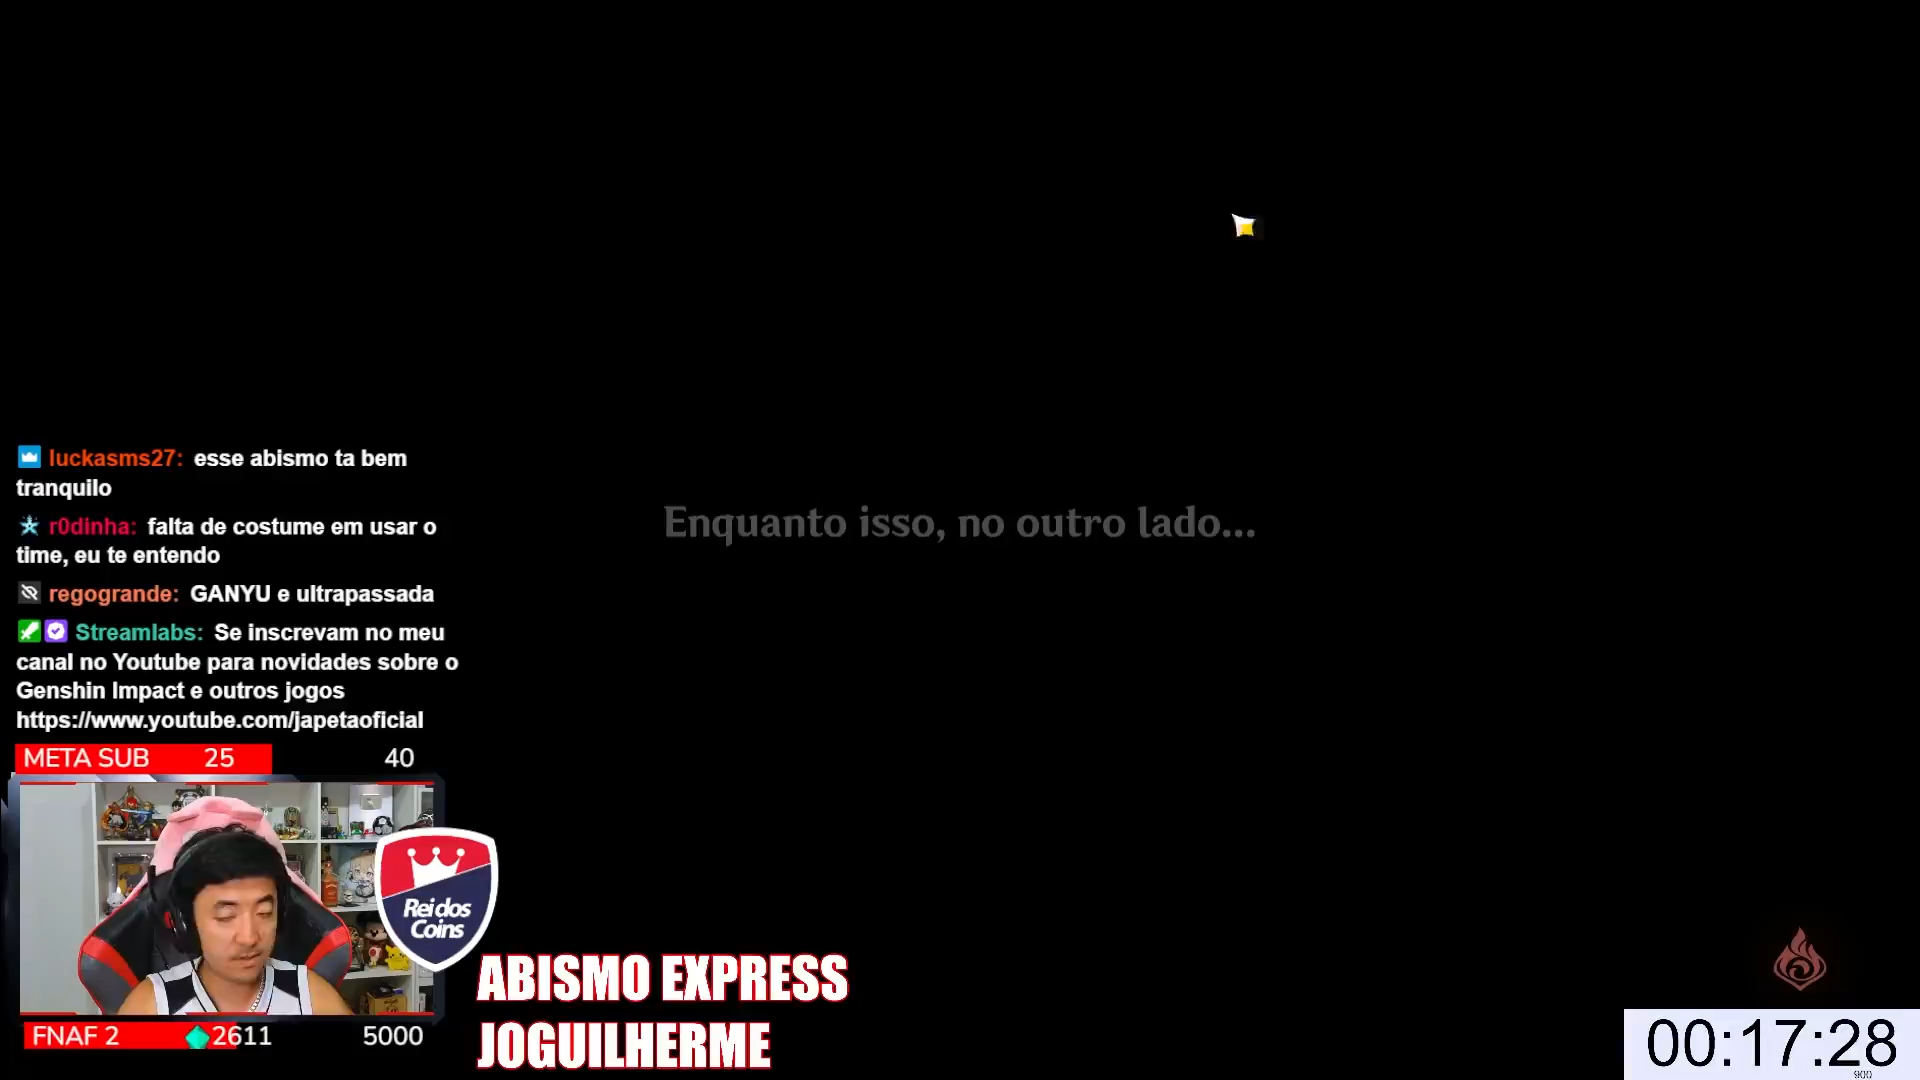 luckasms27: esse abismo ta bem
tranquilo
r0dinha: falta de costume em usar o
time, eu te entendo
regogrande: GANYU e ultrapassada
Streamlabs: Se inscrevam no meu
canal no Youtube para novidades sobre o
Genshin Impact e outros jogos
https://www.youtube.com/japetaoficial
Enquanto isso, no outro lado...
META SUB 25 40
Rei dos
Coins
FNAF 2 2611 5000
ABISMO EXPRESS
JOGUILHERME
00:17:28
900